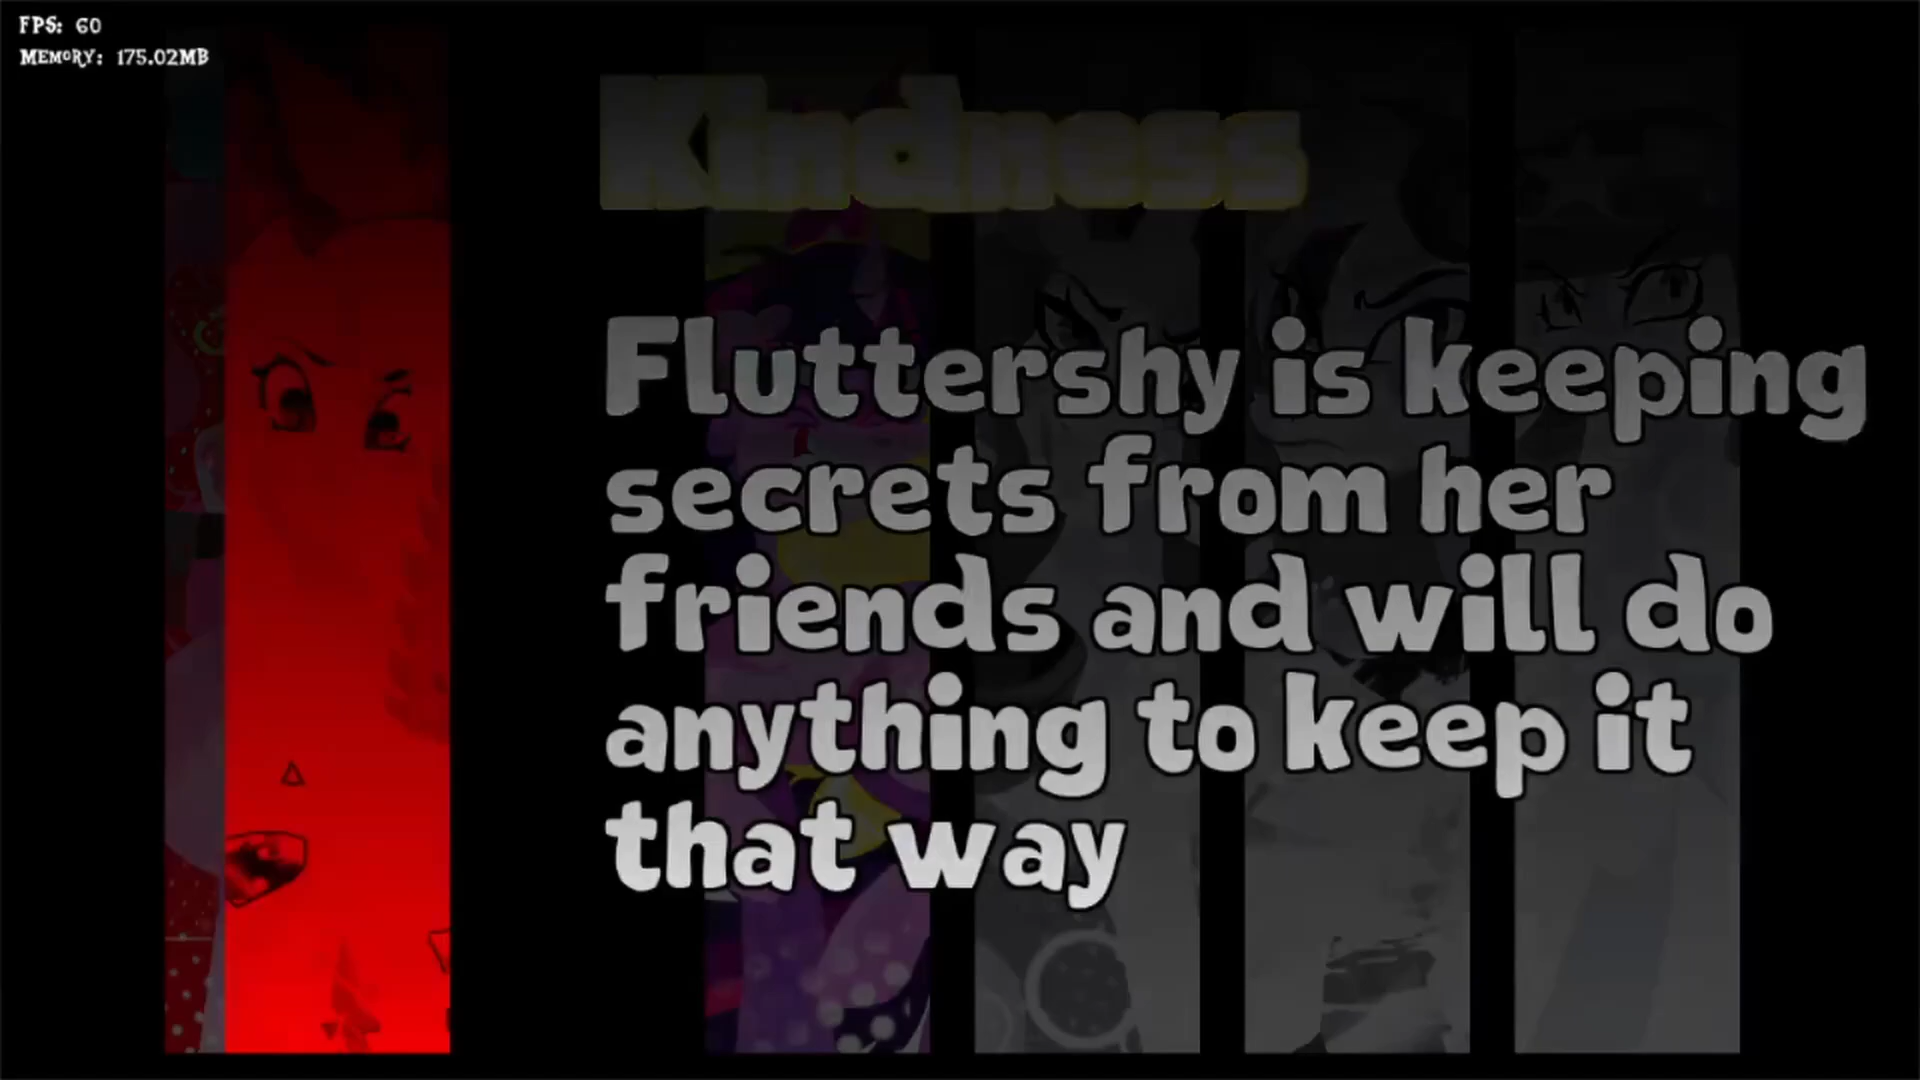 FPS: 60
MEMORY: 175.02MB
Kindness
Fluttershy is keeping
secrets from her
friends and will do
anything to keep it
that way